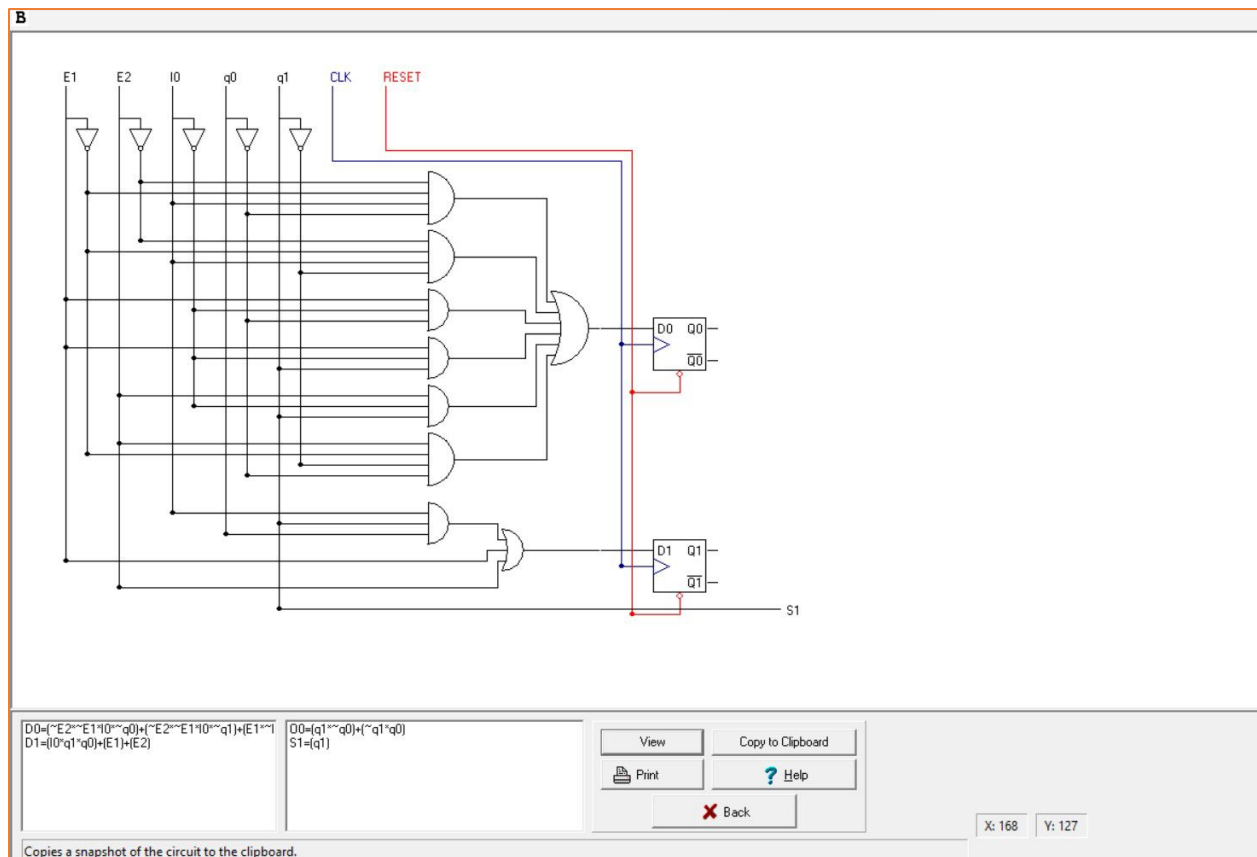 B
E1 E2 I0 q0 q1 CLK RESET
D0 Q0
Q0
D1 Q1
Q1
S1
D0=(~E2*~E1*I0*~q0)+(~E2*~E1*I0*~q1)+(E1*~I
D1=(I0*q1*q0)+(E1)+(E2)
O0=(q1*~q0)+(~q1*q0)
S1=(q1)
View Copy to Clipboard
Print ? Help
Back
X: 168 Y: 127
Copies a snapshot of the circuit to the clipboard.